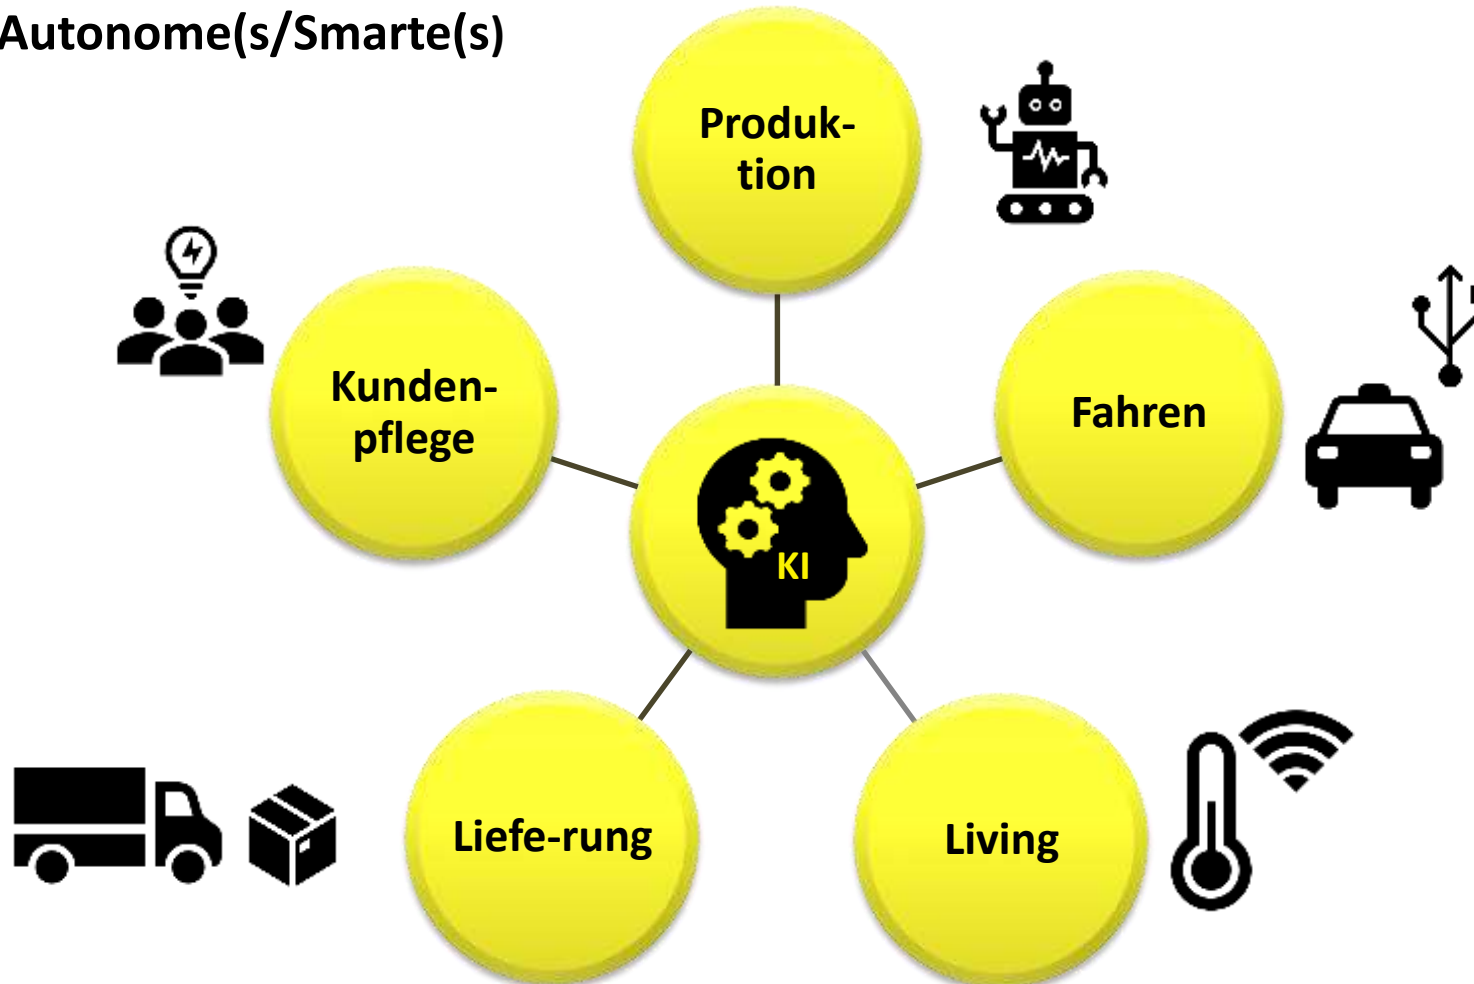 Autonome(s/Smarte(s)
Produk-
tion
Kunden-
pflege
Fahren
KI
Liefe-rung
Living